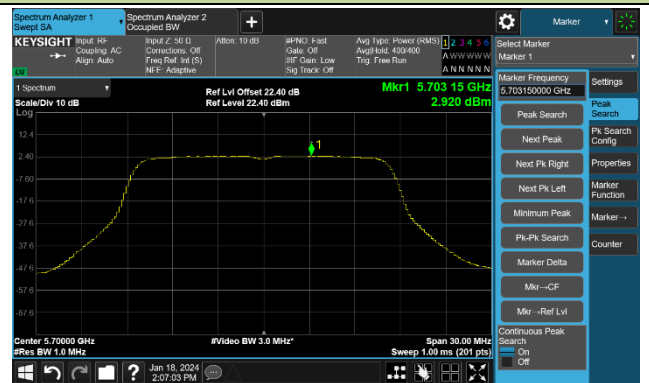 Spectrum Analyzer 1
Swept SA
Spectrum Analyzer 2
Occupied BW
Marker
KEYSIGHT
Input: RF
Coupling: AC
Align: Auto
Input Z: 50 Ω
Corrections: Off
Freq Ref: Int (S)
NFE: Adaptive
Atten: 10 dB
#PNO: Fast
Gate: Off
#IF Gain: Low
Sig Track: Off
Avg Type: Power (RMS)
Avg|Hold: 400/400
Trig: Free Run
1 2 3 4 5 6
A W W W W W
A N N N N N
LW
Select Marker
Marker 1
1 Spectrum
Scale/Div 10 dB
Log
Ref Lvl Offset 22.40 dB
Ref Level 22.40 dBm
Mkr1 5.703 15 GHz
2.920 dBm
12.4
2.40
-7.60
-17.6
-27.6
-37.6
-47.6
-57.6
-67.6
1
Center 5.70000 GHz
#Res BW 1.0 MHz
#Video BW 3.0 MHz*
Span 30.00 MHz
Sweep 1.00 ms (201 pts)
Marker Frequency
5.703150000 GHz
Peak Search
Next Peak
Next Pk Right
Next Pk Left
Minimum Peak
Pk-Pk Search
Marker Delta
Mkr→CF
Mkr→Ref Lvl
Continuous Peak
Search
On
Off
Settings
Peak
Search
Pk Search
Config
Properties
Marker
Function
Marker→
Counter
Jan 18, 2024
2:07:03 PM